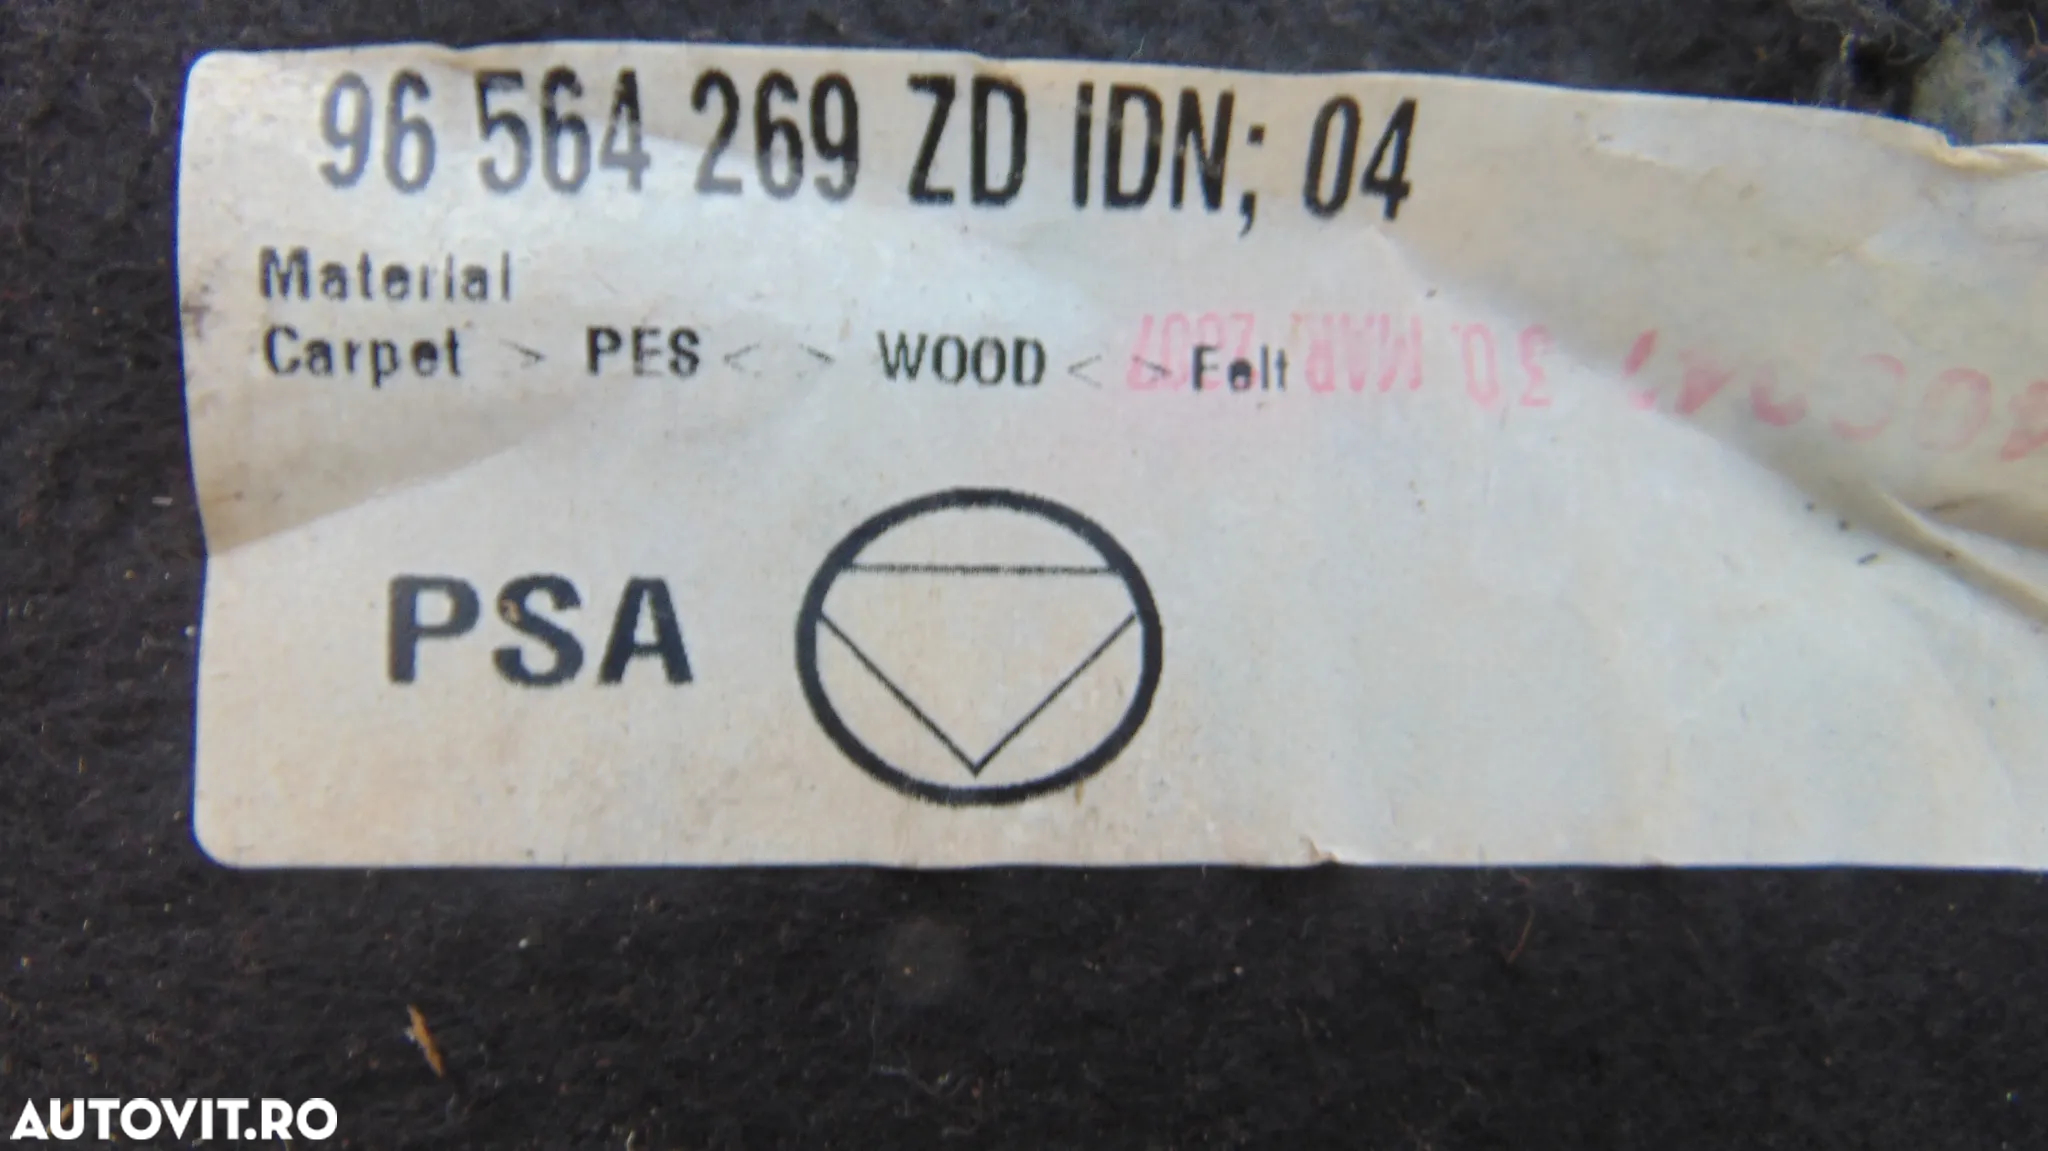 96 564 269 ZD IDN; 04
Material
Carpet > PES < > WOOD < > Felt
30. MAR. 2007
PSA
AUTOVIT.RO